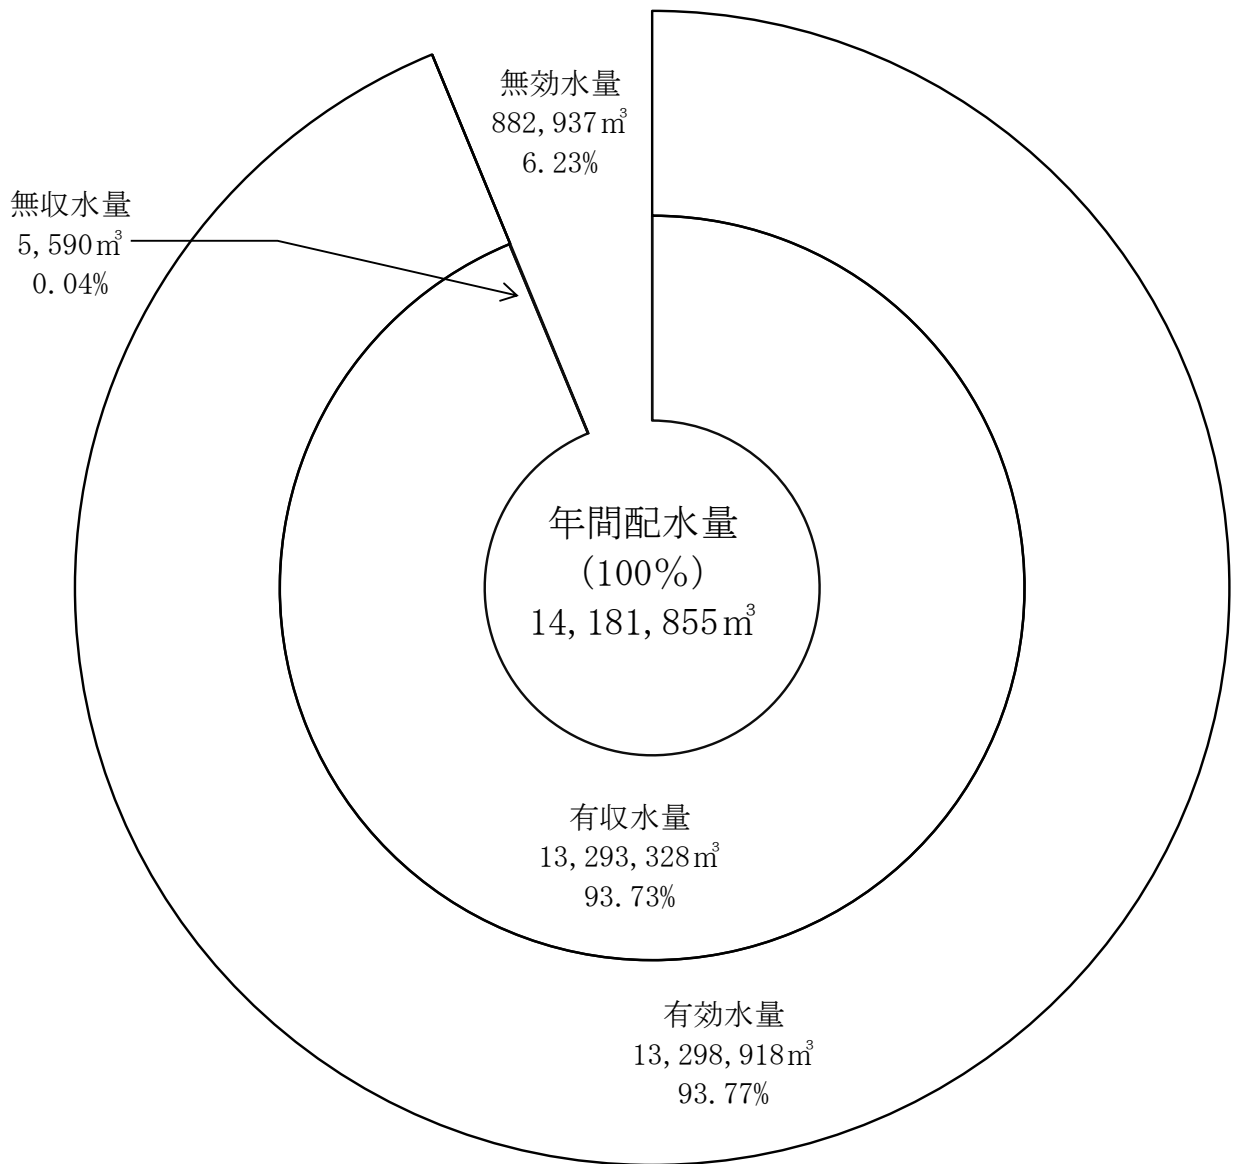 無効水量
882,937㎥
6.23%
無収水量
5,590㎥
0.04%
年間配水量
(100%)
14,181,855㎥
有収水量
13,293,328㎥
93.73%
有効水量
13,298,918㎥
93.77%